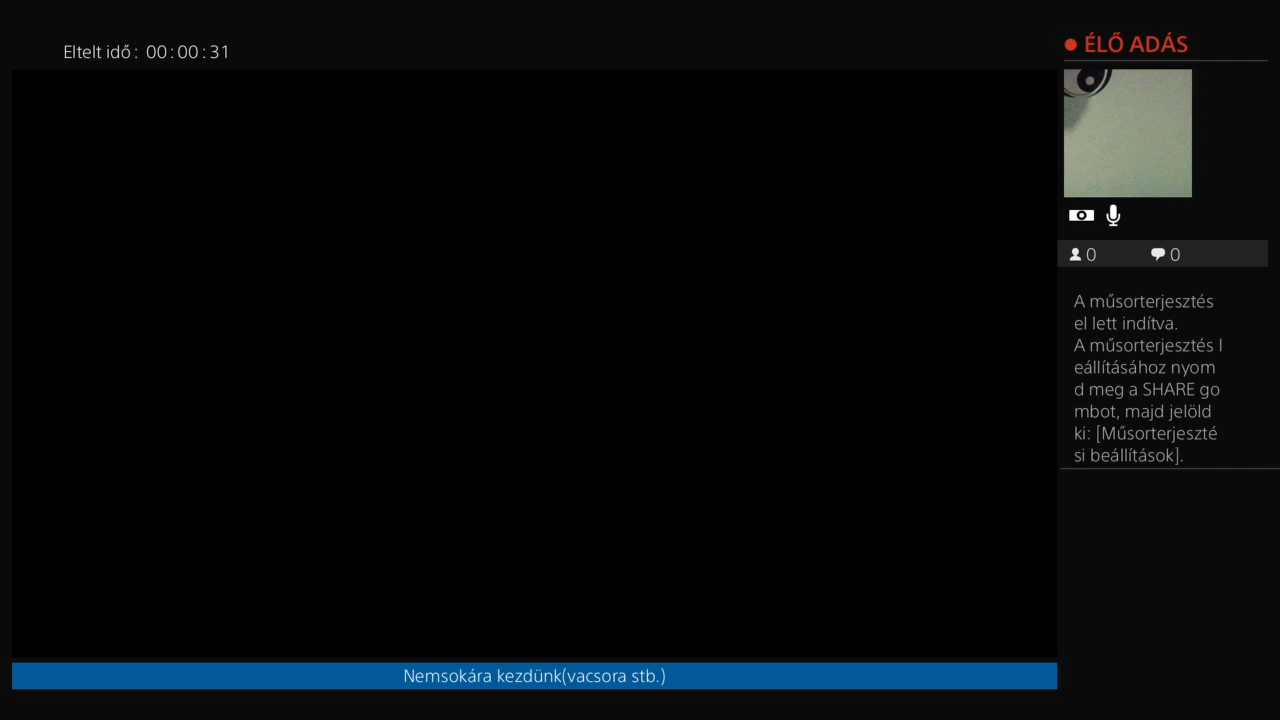 Eltelt idő : 00 : 00 : 31
ÉLŐ ADÁS
0 0
A műsorterjesztés
el lett indítva.
A műsorterjesztés l
eállításához nyom
d meg a SHARE go
mbot, majd jelöld
ki: [Műsorterjeszté
si beállítások].
Nemsokára kezdünk(vacsora stb.)